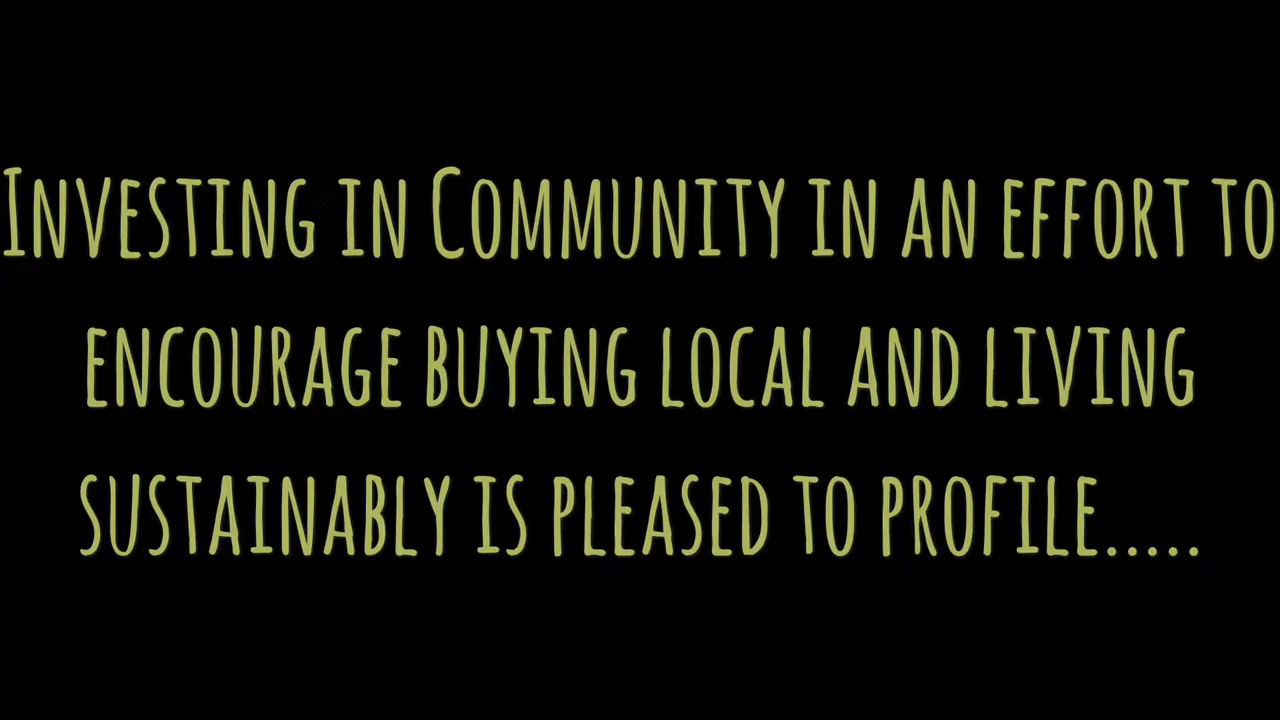 Investing in Community in an effort to
encourage buying local and living
sustainably is pleased to profile.....